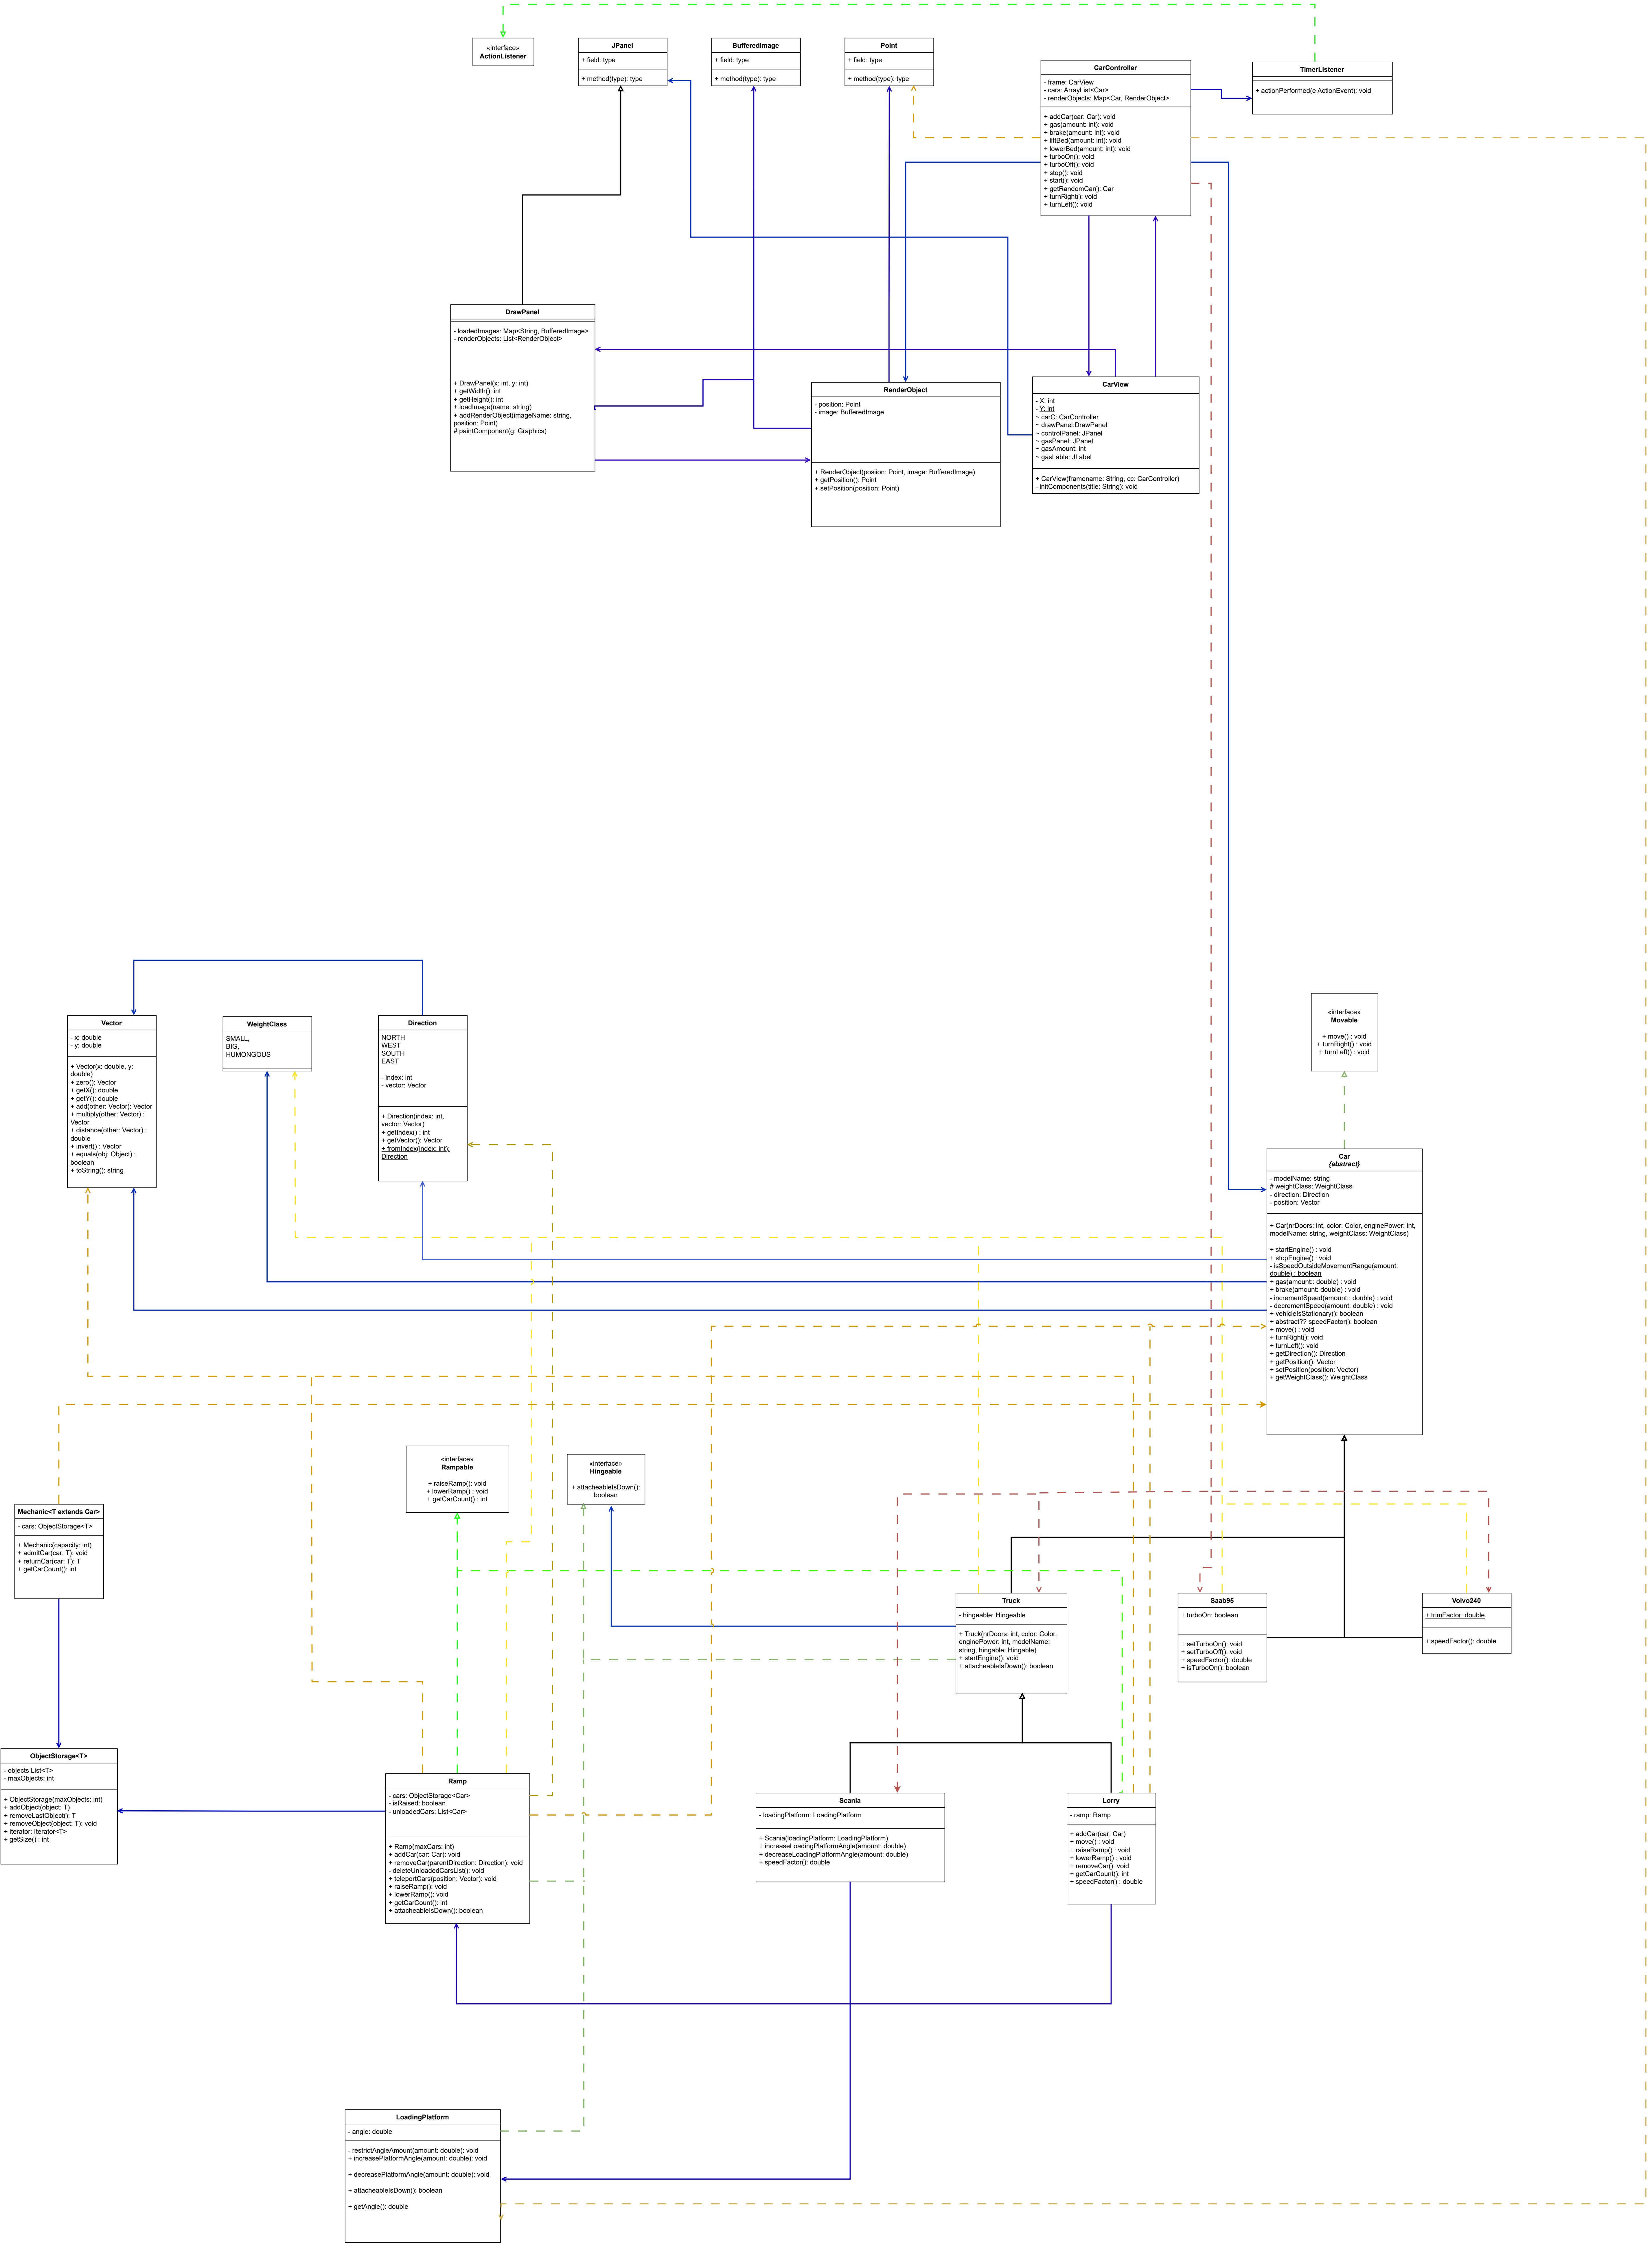 «interface»
ActionListener
JPanel
+ field: type
+ method(type): type
BufferedImage
+ field: type
+ method(type): type
Point
+ field: type
+ method(type): type
CarController
- frame: CarView
- cars: ArrayList<Car>
- renderObjects: Map<Car, RenderObject>
+ addCar(car: Car): void
+ gas(amount: int): void
+ brake(amount: int): void
+ liftBed(amount: int): void
+ lowerBed(amount: int): void
+ turboOn(): void
+ turboOff(): void
+ stop(): void
+ start(): void
+ getRandomCar(): Car
+ turnRight(): void
+ turnLeft(): void
TimerListener
+ actionPerformed(e ActionEvent): void
DrawPanel
- loadedImages: Map<String, BufferedImage>
- renderObjects: List<RenderObject>
+ DrawPanel(x: int, y: int)
+ getWidth(): int
+ getHeight(): int
+ loadImage(name: string)
+ addRenderObject(imageName: string,
position: Point)
# paintComponent(g: Graphics)
RenderObject
- position: Point
- image: BufferedImage
+ RenderObject(posiion: Point, image: BufferedImage)
+ getPosition(): Point
+ setPosition(position: Point)
CarView
- X: int
- Y: int
~ carC: CarController
~ drawPanel:DrawPanel
~ controlPanel: JPanel
~ gasPanel: JPanel
~ gasAmount: int
~ gasLable: JLabel
+ CarView(framename: String, cc: CarController)
- initComponents(title: String): void
Vector
- x: double
- y: double
+ Vector(x: double, y:
double)
+ zero(): Vector
+ getX(): double
+ getY(): double
+ add(other: Vector): Vector
+ multiply(other: Vector) :
Vector
+ distance(other: Vector) :
double
+ invert() : Vector
+ equals(obj: Object) :
boolean
+ toString(): string
WeightClass
SMALL,
BIG,
HUMONGOUS
Direction
NORTH
WEST
SOUTH
EAST
- index: int
- vector: Vector
+ Direction(index: int,
vector: Vector)
+ getIndex() : int
+ getVector(): Vector
+ fromIndex(index: int):
Direction
«interface»
Movable
+ move() : void
+ turnRight() : void
+ turnLeft() : void
Car
{abstract}
- modelName: string
# weightClass: WeightClass
- direction: Direction
- position: Vector
+ Car(nrDoors: int, color: Color, enginePower: int,
modelName: string, weightClass: WeightClass)
+ startEngine() : void
+ stopEngine() : void
- isSpeedOutsideMovementRange(amount:
double) : boolean
+ gas(amount:: double) : void
+ brake(amount: double) : void
- incrementSpeed(amount:: double) : void
- decrementSpeed(amount: double) : void
+ vehicleIsStationary(): boolean
+ abstract?? speedFactor(): boolean
+ move() : void
+ turnRight(): void
+ turnLeft(): void
+ getDirection(): Direction
+ getPosition(): Vector
+ setPosition(position: Vector)
+ getWeightClass(): WeightClass
«interface»
Rampable
+ raiseRamp(): void
+ lowerRamp() : void
+ getCarCount() : int
«interface»
Hingeable
+ attacheableIsDown():
boolean
Mechanic<T extends Car>
- cars: ObjectStorage<T>
+ Mechanic(capacity: int)
+ admitCar(car: T): void
+ returnCar(car: T): T
+ getCarCount(): int
Truck
- hingeable: Hingeable
+ Truck(nrDoors: int, color: Color,
enginePower: int, modelName:
string, hingable: Hingable)
+ startEngine(): void
+ attacheableIsDown(): boolean
Saab95
+ turboOn: boolean
+ setTurboOn(): void
+ setTurboOff(): void
+ speedFactor(): double
+ isTurboOn(): boolean
Volvo240
+ trimFactor: double
+ speedFactor(): double
ObjectStorage<T>
- objects List<T>
- maxObjects: int
+ ObjectStorage(maxObjects: int)
+ addObject(object: T)
+ removeLastObject(): T
+ removeObject(object: T): void
+ iterator: Iterator<T>
+ getSize() : int
Ramp
- cars: ObjectStorage<Car>
- isRaised: boolean
- unloadedCars: List<Car>
+ Ramp(maxCars: int)
+ addCar(car: Car): void
+ removeCar(parentDirection: Direction): void
- deleteUnloadedCarsList(): void
+ teleportCars(position: Vector): void
+ raiseRamp(): void
+ lowerRamp(): void
+ getCarCount(): int
+ attacheableIsDown(): boolean
Scania
- loadingPlatform: LoadingPlatform
+ Scania(loadingPlatform: LoadingPlatform)
+ increaseLoadingPlatformAngle(amount: double)
+ decreaseLoadingPlatformAngle(amount: double)
+ speedFactor(): double
Lorry
- ramp: Ramp
+ addCar(car: Car)
+ move() : void
+ raiseRamp() : void
+ lowerRamp() : void
+ removeCar(): void
+ getCarCount(): int
+ speedFactor() : double
LoadingPlatform
- angle: double
- restrictAngleAmount(amount: double): void
+ increasePlatformAngle(amount: double): void
+ decreasePlatformAngle(amount: double): void
+ attacheableIsDown(): boolean
+ getAngle(): double